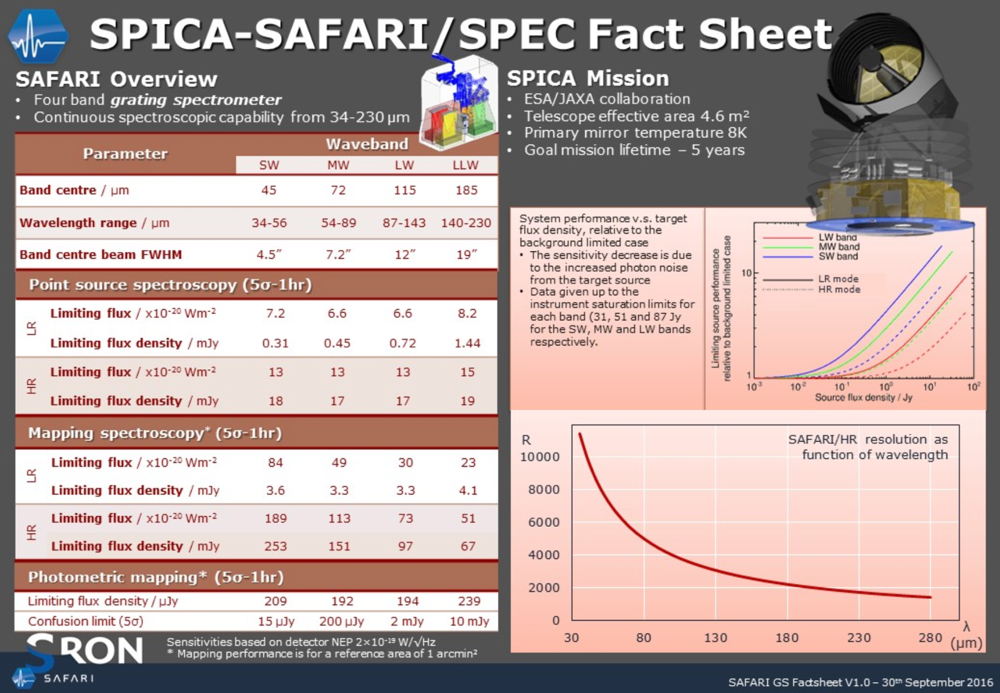 SPICA-SAFARI/SPEC Fact Sheet
SAFARI Overview
• Four band grating spectrometer
• Continuous spectroscopic capability from 34-230 µm
SPICA Mission
• ESA/JAXA collaboration
• Telescope effective area 4.6 m²
• Primary mirror temperature 8K
• Goal mission lifetime – 5 years
Parameter Waveband
SW MW LW LLW
Band centre / µm 45 72 115 185
Wavelength range / µm 34-56 54-89 87-143 140-230
Band centre beam FWHM 4.5″ 7.2″ 12″ 19″
Point source spectroscopy (5σ-1hr)
LR
Limiting flux / x10⁻²⁰ Wm⁻² 7.2 6.6 6.6 8.2
Limiting flux density / mJy 0.31 0.45 0.72 1.44
HR
Limiting flux / x10⁻²⁰ Wm⁻² 13 13 13 15
Limiting flux density / mJy 18 17 17 19
Mapping spectroscopy* (5σ-1hr)
LR
Limiting flux / x10⁻²⁰ Wm⁻² 84 49 30 23
Limiting flux density / mJy 3.6 3.3 3.3 4.1
HR
Limiting flux / x10⁻²⁰ Wm⁻² 189 113 73 51
Limiting flux density / mJy 253 151 97 67
Photometric mapping* (5σ-1hr)
Limiting flux density / µJy 209 192 194 239
Confusion limit (5σ) 15 µJy 200 µJy 2 mJy 10 mJy
Sensitivities based on detector NEP 2×10⁻¹⁹ W/√Hz
* Mapping performance is for a reference area of 1 arcmin²
System performance v.s. target
flux density, relative to the
background limited case
• The sensitivity decrease is due
to the increased photon noise
from the target source
• Data given up to the
instrument saturation limits for
each band (31, 51 and 87 Jy
for the SW, MW and LW bands
respectively.
Limiting source performance
relative to background limited case
LW band
MW band
SW band
LR mode
HR mode
10
1
10⁻³ 10⁻² 10⁻¹ 10⁰ 10¹ 10²
Source flux density / Jy
SAFARI/HR resolution as
function of wavelength
R
10000
8000
6000
4000
2000
0
30 80 130 180 230 280
λ
(µm)
SRON
SAFARI
SAFARI GS Factsheet V1.0 – 30th September 2016